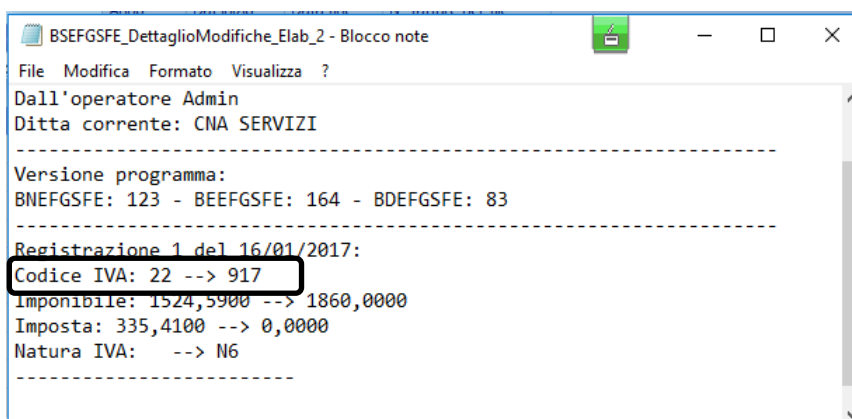 BSEFGSFE_DettaglioModifiche_Elab_2 - Blocco note
File Modifica Formato Visualizza ?
Dall'operatore Admin
Ditta corrente: CNA SERVIZI
----------------------------------------------------------------------
Versione programma:
BNEFGSFE: 123 - BEEFGSFE: 164 - BDEFGSFE: 83
----------------------------------------------------------------------
Registrazione 1 del 16/01/2017:
Codice IVA: 22 --> 917
Imponibile: 1524,5900 --> 1860,0000
Imposta: 335,4100 --> 0,0000
Natura IVA:   --> N6
--------------------------